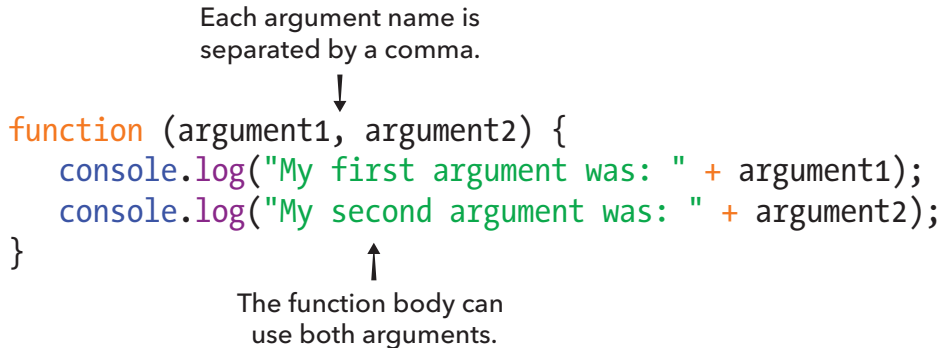 Each argument name is
separated by a comma.
function (argument1, argument2) {
console.log("My first argument was: " + argument1);
console.log("My second argument was: " + argument2);
}
The function body can
use both arguments.